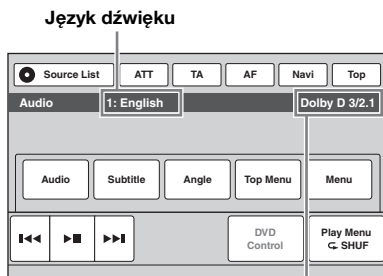 Język dźwięku
Source List ATT TA AF Navi Top
Audio 1: English Dolby D 3/2.1
Audio Subtitle Angle Top Menu Menu
DVD Control Play Menu SHUF